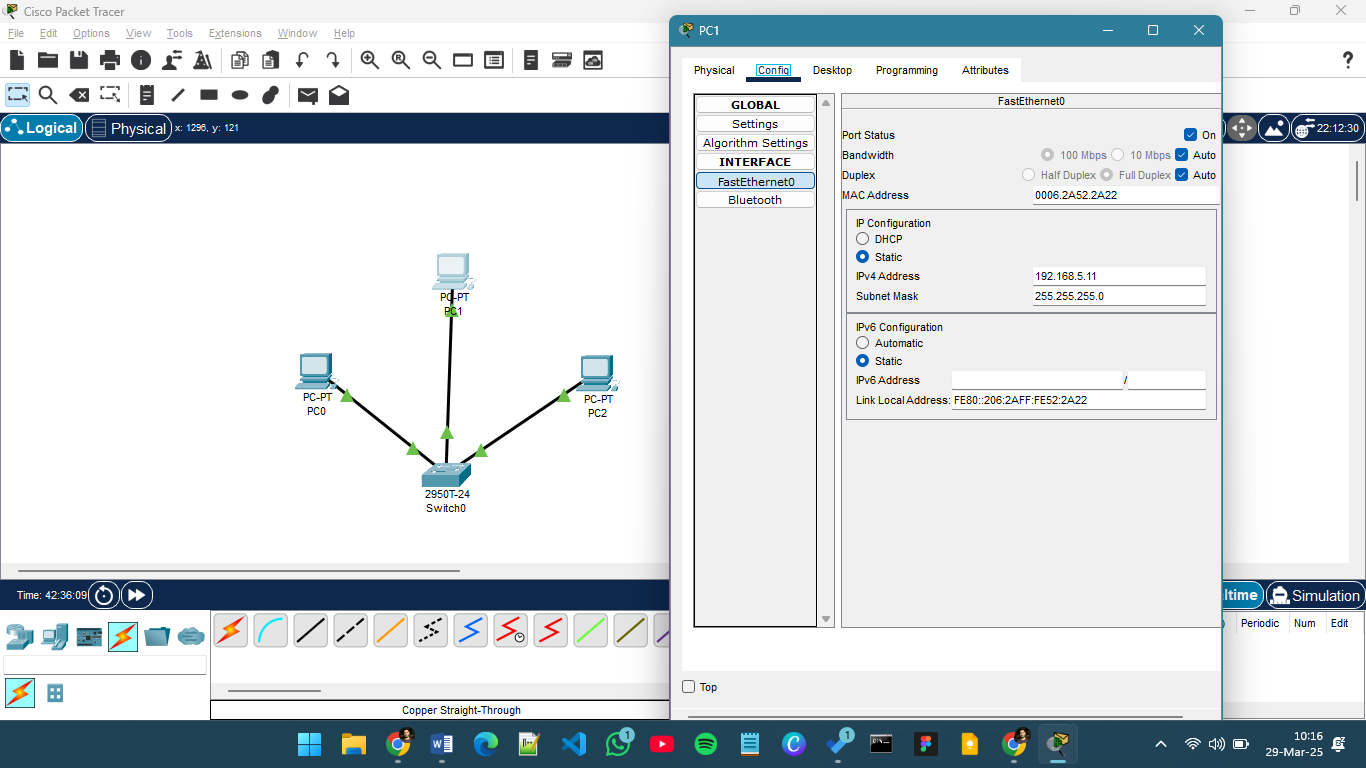 Cisco Packet Tracer
File Edit Options View Tools Extensions Window Help
Logical Physical x: 1296, y: 121
22:12:30
PC-PT
PC1
PC-PT
PC0
PC-PT
PC2
2950T-24
Switch0
Time: 42:36:09
ltime Simulation
Periodic Num Edit
Copper Straight-Through
PC1
Physical Config Desktop Programming Attributes
GLOBAL
Settings
Algorithm Settings
INTERFACE
FastEthernet0
Bluetooth
FastEthernet0
Port Status On
Bandwidth 100 Mbps 10 Mbps Auto
Duplex Half Duplex Full Duplex Auto
MAC Address 0006.2A52.2A22
IP Configuration
DHCP
Static
IPv4 Address 192.168.5.11
Subnet Mask 255.255.255.0
IPv6 Configuration
Automatic
Static
IPv6 Address /
Link Local Address: FE80::206:2AFF:FE52:2A22
Top
1
1
10:16
29-Mar-25